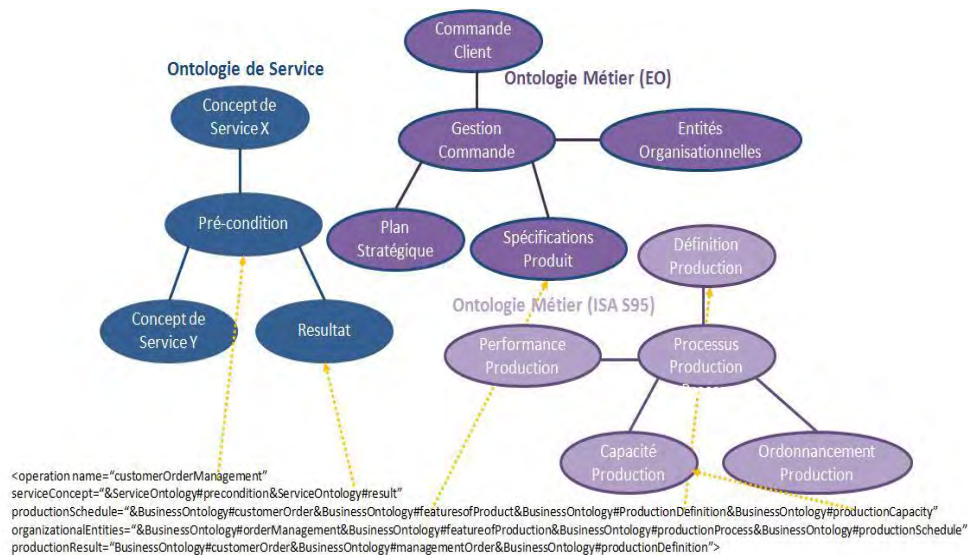 Commande
Client
Ontologie de Service
Ontologie Métier (EO)
Concept de
Service X
Gestion
Commande
Entités
Organisationnelles
Pré-condition
Plan
Stratégique
Spécifications
Produit
Définition
Production
Ontologie Métier (ISA S95)
Concept de
Service Y
Resultat
Performance
Production
Processus
Production
Capacité
Production
Ordonnancement
Production
<operation name="customerOrderManagement"
serviceConcept="&ServiceOntology#precondition&ServiceOntology#result"
productionSchedule="&BusinessOntology#customerOrder&BusinessOntology#featuresofProduct&BusinessOntology#ProductionDefinition&BusinessOntology#productionCapacity"
organizationalEntities="&BusinessOntology#orderManagement&BusinessOntology#featureofProduction&BusinessOntology#productionProcess&BusinessOntology#productionSchedule"
productionResult="BusinessOntology#customerOrder&BusinessOntology#managementOrder&BusinessOntology#productionDefinition">